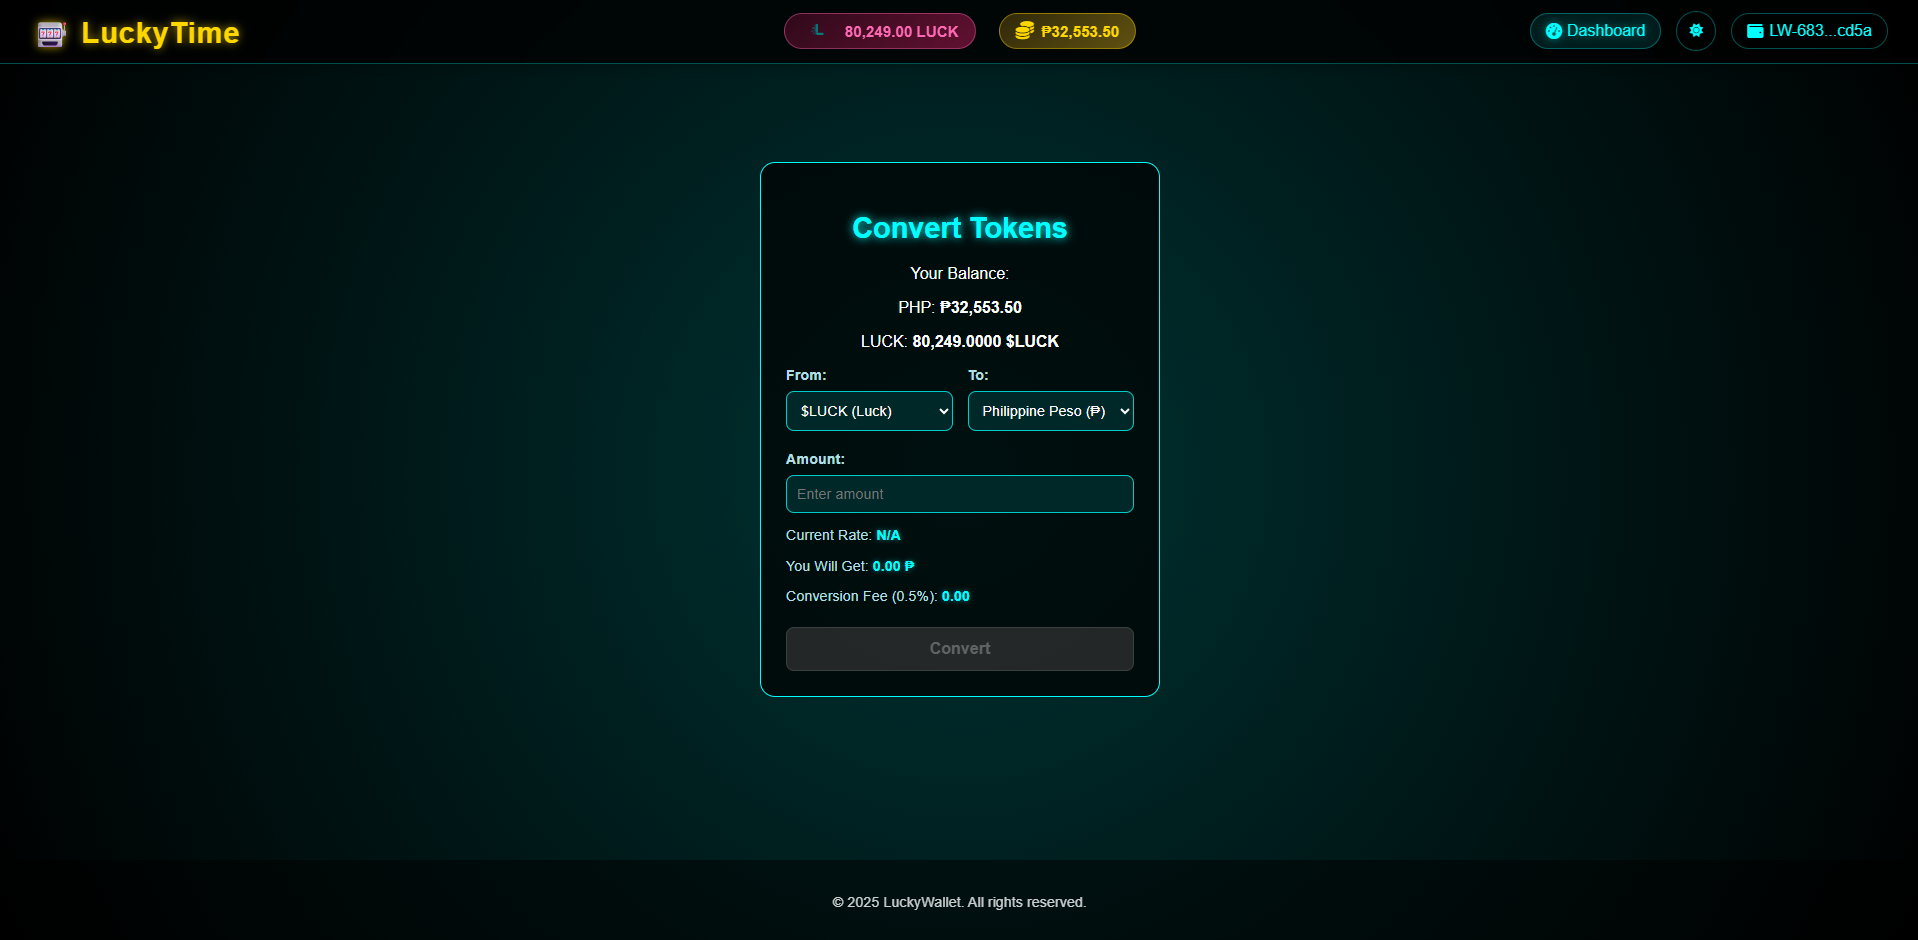 LuckyTime
80,249.00 LUCK
₱32,553.50
Dashboard
LW-683...cd5a
Convert Tokens
Your Balance:
PHP: ₱32,553.50
LUCK: 80,249.0000 $LUCK
From: To:
$LUCK (Luck) Philippine Peso (₱)
Amount:
Enter amount
Current Rate: N/A
You Will Get: 0.00 ₱
Conversion Fee (0.5%): 0.00
Convert
© 2025 LuckyWallet. All rights reserved.